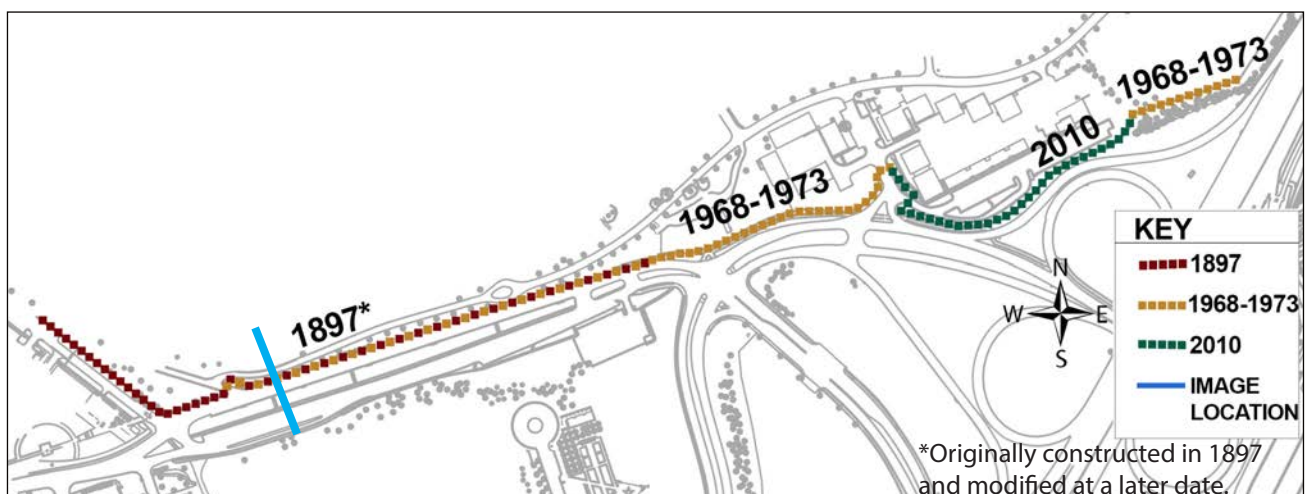 1968-1973
2010
1968-1973
1897*
KEY
1897
1968-1973
2010
IMAGE
LOCATION
N
W E
S
*Originally constructed in 1897
and modified at a later date.